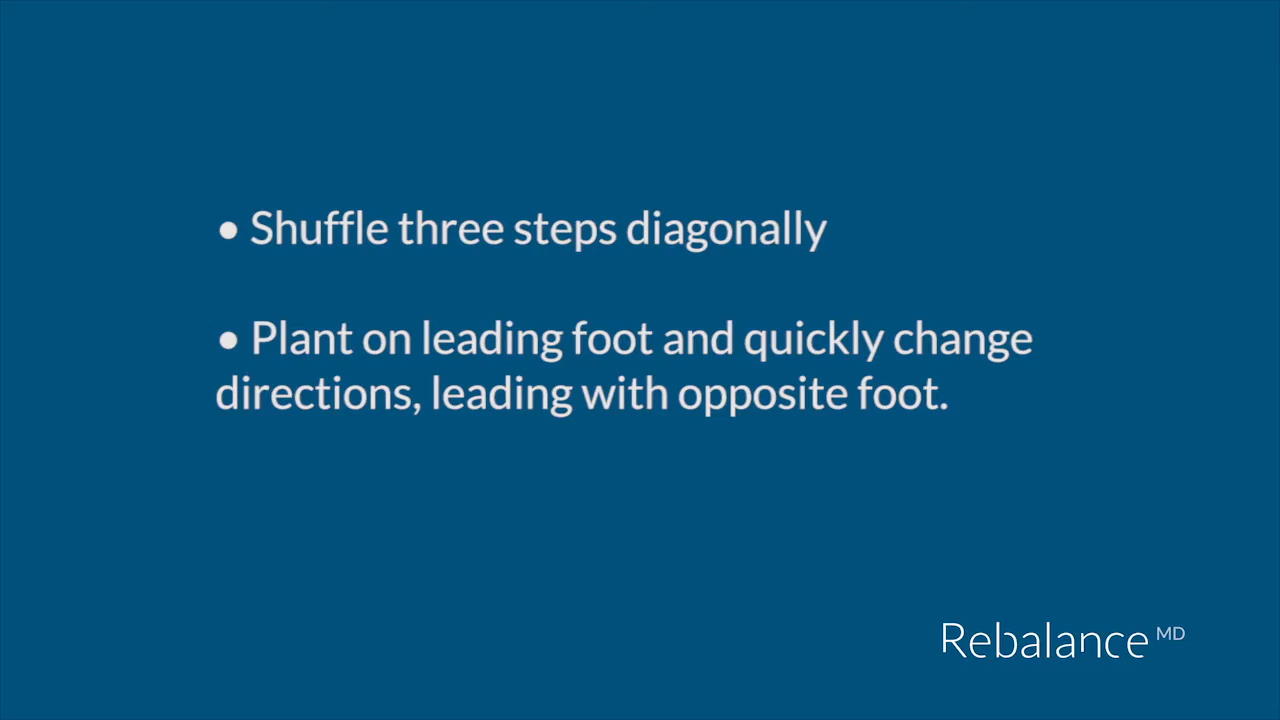 • Shuffle three steps diagonally
• Plant on leading foot and quickly change
directions, leading with opposite foot.
Rebalance MD